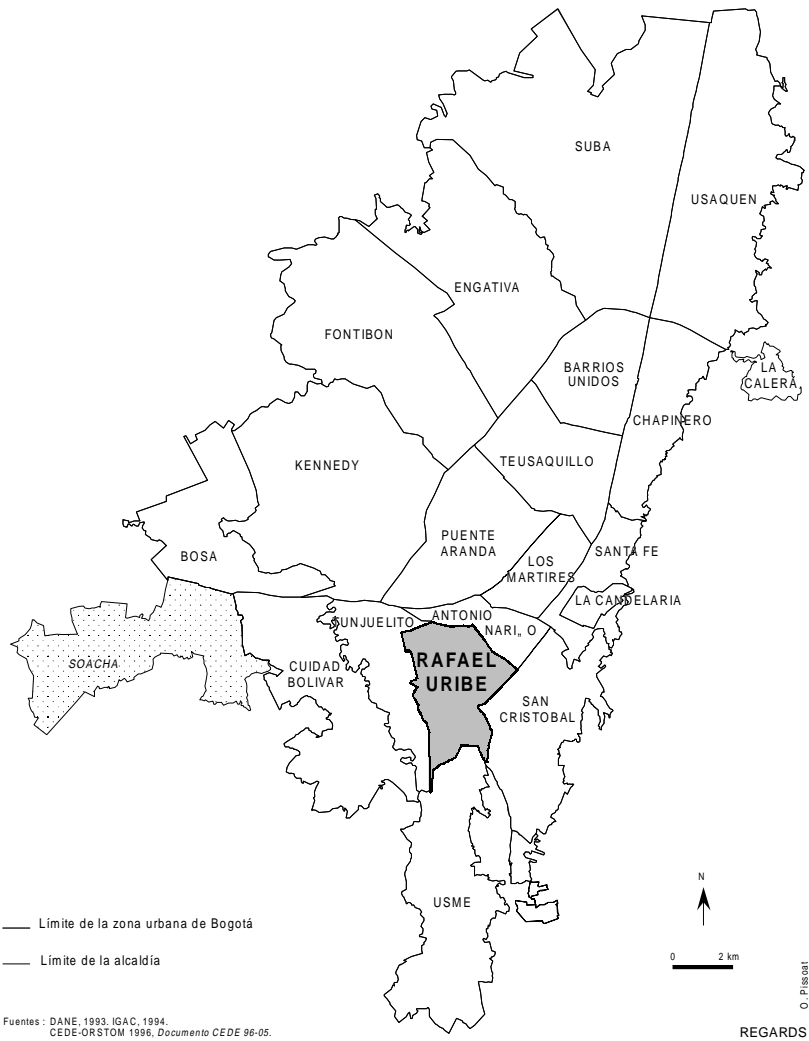 SUBA
USAQUEN
ENGATIVA
FONTIBON
BARRIOS
UNIDOS
LA
CALERA
CHAPINERO
KENNEDY
TEUSAQUILLO
PUENTE
ARANDA
LOS
MARTIRES
SANTA FE
BOSA
LA CANDELARIA
TUNJUELITO
ANTONIO
NARI„ O
SOACHA
CUIDAD
BOLIVAR
RAFAEL
URIBE
SAN
CRISTOBAL
USME
N
0 2 km
Límite de la zona urbana de Bogotá
Límite de la alcaldía
Fuentes : DANE, 1993. IGAC, 1994.
CEDE-ORSTOM 1996, Documento CEDE 96-05.
O. Pissoat
REGARDS